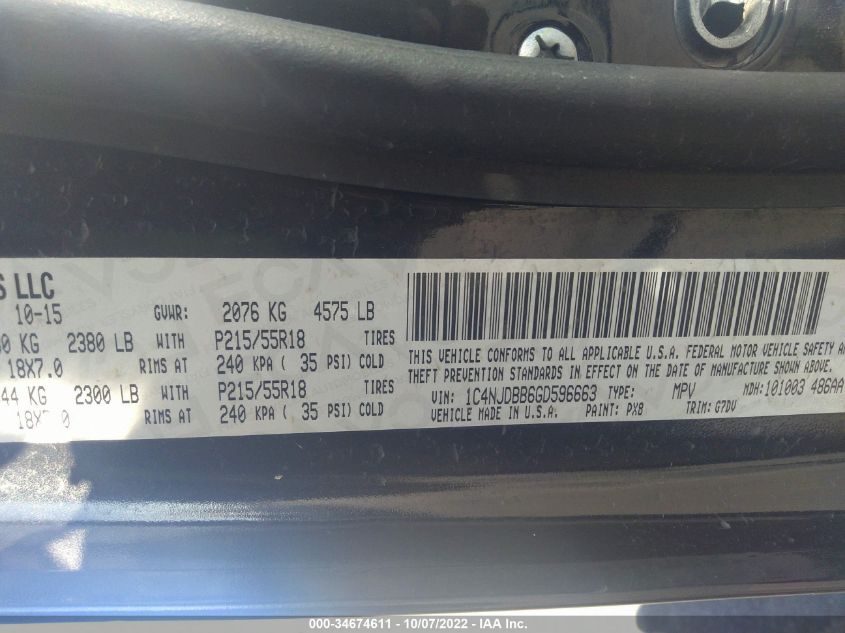 S LLC
10-15 GVWR: 2076 KG 4575 LB
0 KG 2380 LB WITH P215/55R18 TIRES
18X7.0 RIMS AT 240 KPA ( 35 PSI) COLD
44 KG 2300 LB WITH P215/55R18 TIRES
RIMS AT 240 KPA ( 35 PSI) COLD
THIS VEHICLE CONFORMS TO ALL APPLICABLE U.S.A. FEDERAL MOTOR VEHICLE SAFETY
THEFT PREVENTION STANDARDS IN EFFECT ON THE DATE OF MANUFACTURE SHOWN ABOVE.
VIN: 1C4NJDBB6GD596663 TYPE: MPV MDH: 101003 486AA
VEHICLE MADE IN U.S.A. PAINT: PX8 TRIM: G7DV
000-34674611 - 10/07/2022 - IAA Inc.